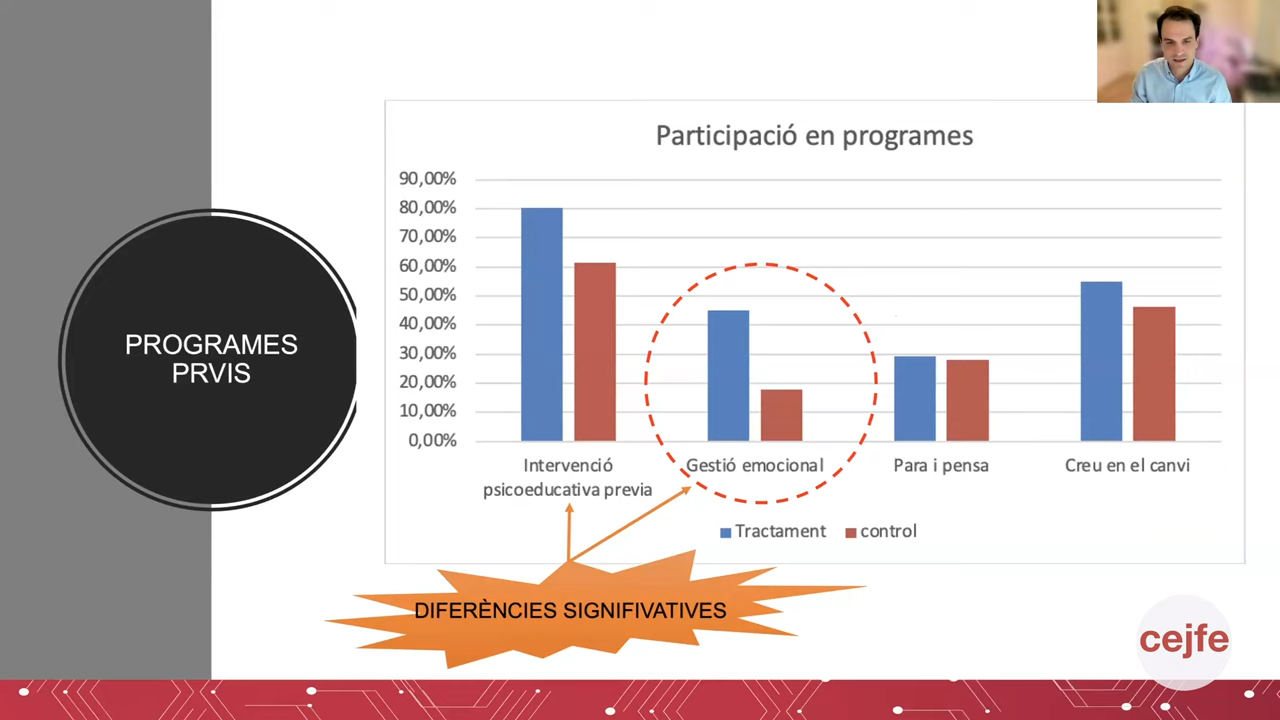 PROGRAMES
PRVIS
Participació en programes
90,00%
80,00%
70,00%
60,00%
50,00%
40,00%
30,00%
20,00%
10,00%
0,00%
Intervenció
psicoeducativa previa
Gestió emocional
Para i pensa
Creu en el canvi
Tractament
control
DIFERÈNCIES SIGNIFIVATIVES
cejfe